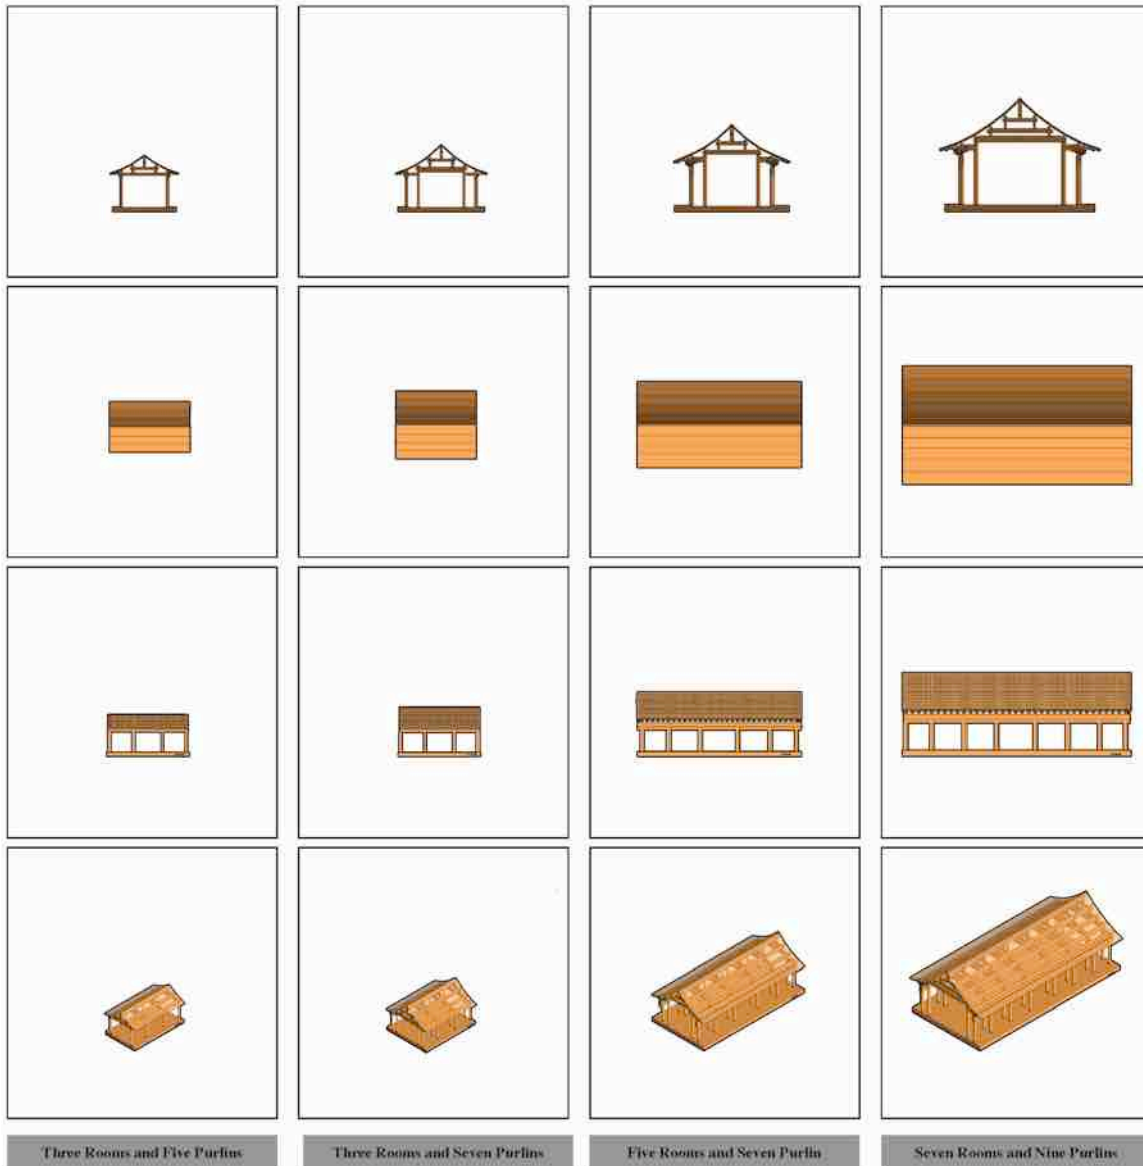 Three Rooms and Five Purlins
Three Rooms and Seven Purlins
Five Rooms and Seven Purlin
Seven Rooms and Nine Purlins